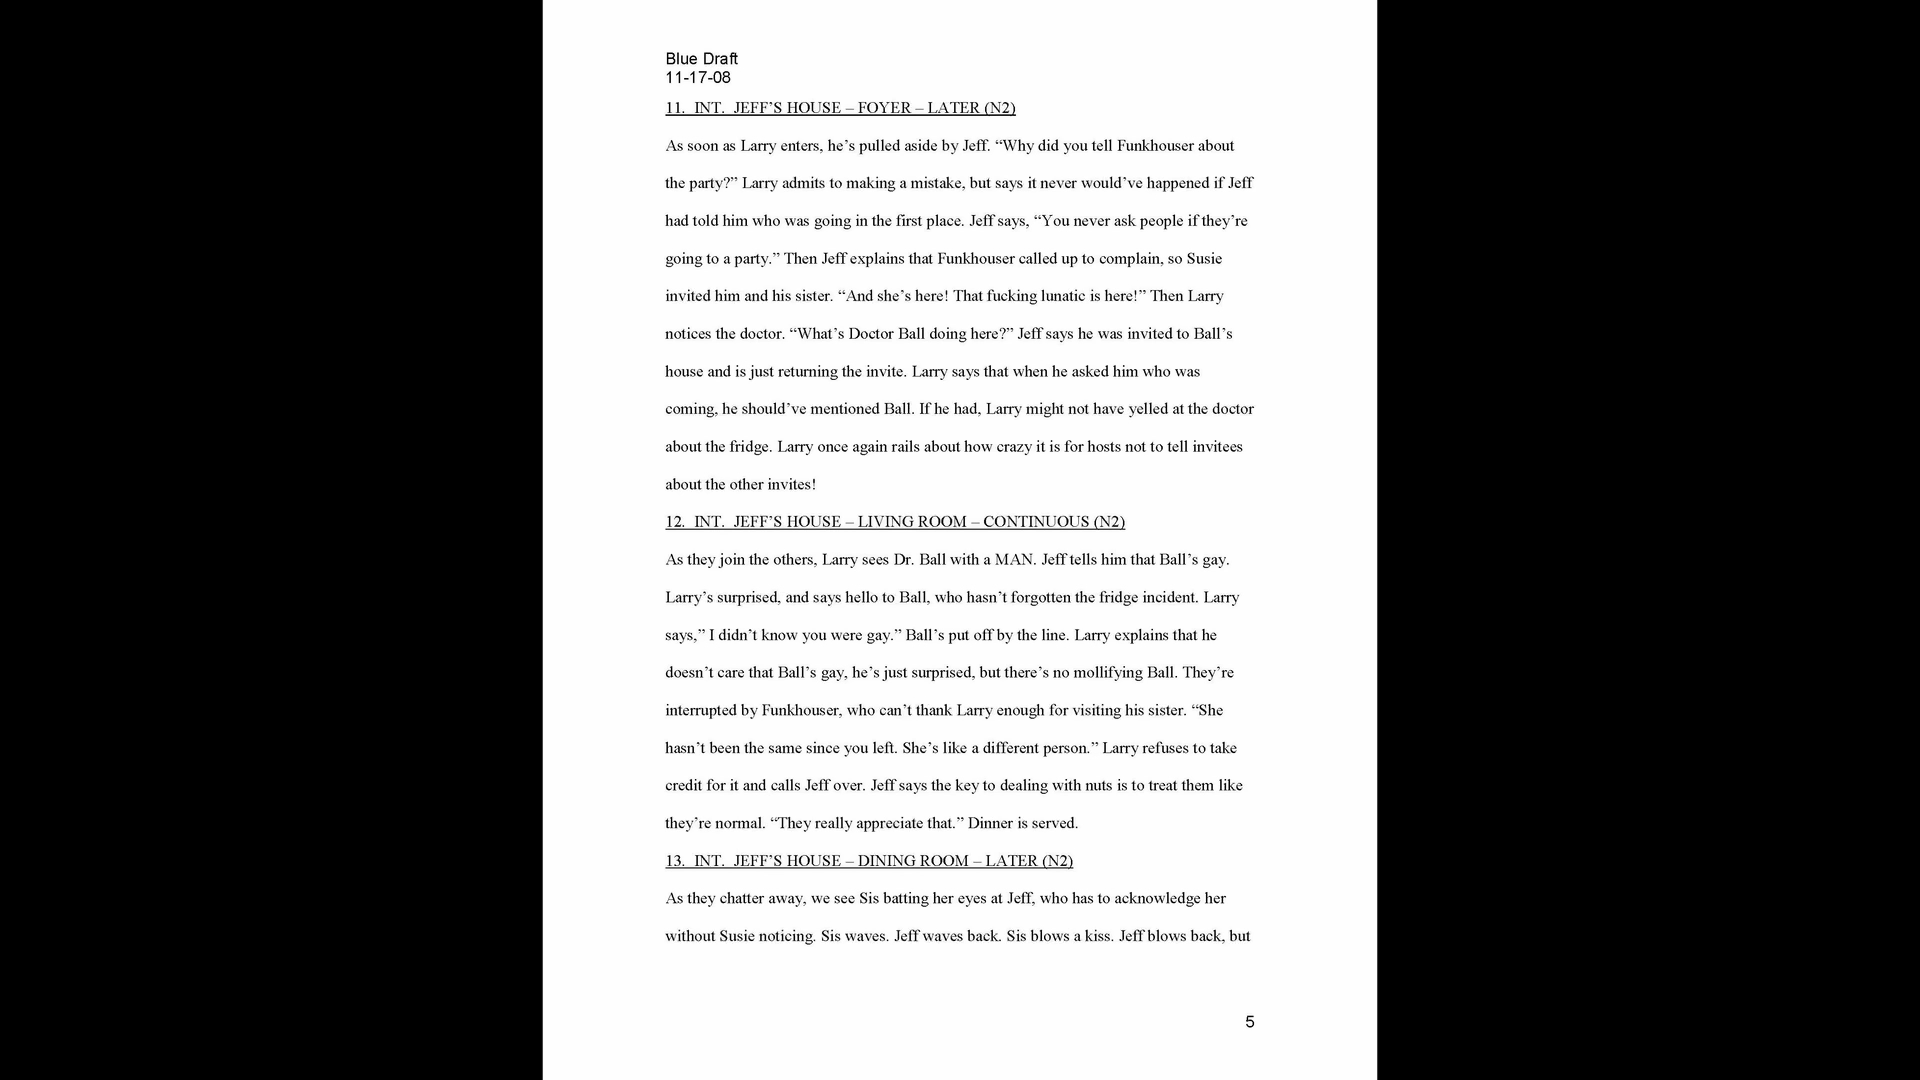 Blue Draft
11-17-08
11.  INT.  JEFF’S HOUSE – FOYER – LATER (N2)
As soon as Larry enters, he’s pulled aside by Jeff. “Why did you tell Funkhouser about
the party?” Larry admits to making a mistake, but says it never would’ve happened if Jeff
had told him who was going in the first place. Jeff says, “You never ask people if they’re
going to a party.” Then Jeff explains that Funkhouser called up to complain, so Susie
invited him and his sister. “And she’s here! That fucking lunatic is here!” Then Larry
notices the doctor. “What’s Doctor Ball doing here?” Jeff says he was invited to Ball’s
house and is just returning the invite. Larry says that when he asked him who was
coming, he should’ve mentioned Ball. If he had, Larry might not have yelled at the doctor
about the fridge. Larry once again rails about how crazy it is for hosts not to tell invitees
about the other invites!
12.  INT.  JEFF’S HOUSE – LIVING ROOM – CONTINUOUS (N2)
As they join the others, Larry sees Dr. Ball with a MAN. Jeff tells him that Ball’s gay.
Larry’s surprised, and says hello to Ball, who hasn’t forgotten the fridge incident. Larry
says,” I didn’t know you were gay.” Ball’s put off by the line. Larry explains that he
doesn’t care that Ball’s gay, he’s just surprised, but there’s no mollifying Ball. They’re
interrupted by Funkhouser, who can’t thank Larry enough for visiting his sister. “She
hasn’t been the same since you left. She’s like a different person.” Larry refuses to take
credit for it and calls Jeff over. Jeff says the key to dealing with nuts is to treat them like
they’re normal. “They really appreciate that.” Dinner is served.
13.  INT.  JEFF’S HOUSE – DINING ROOM – LATER (N2)
As they chatter away, we see Sis batting her eyes at Jeff, who has to acknowledge her
without Susie noticing. Sis waves. Jeff waves back. Sis blows a kiss. Jeff blows back, but
5